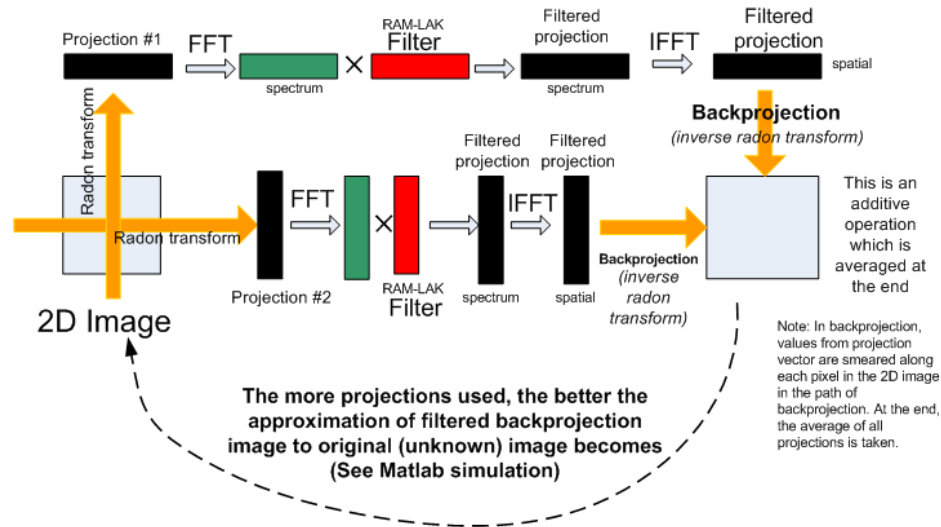 Projection #1
FFT
spectrum
×
RAM-LAK
Filter
Filtered
projection
spectrum
IFFT
Filtered
projection
spatial
Radon transform
Backprojection
(inverse radon transform)
Radon transform
2D Image
Projection #2
FFT
×
RAM-LAK
Filter
Filtered
projection
spectrum
IFFT
Filtered
projection
spatial
Backprojection
(inverse
radon
transform)
This is an
additive
operation
which is
averaged at
the end
Note: In backprojection,
values from projection
vector are smeared along
each pixel in the 2D image
in the path of
backprojection. At the end,
the average of all
projections is taken.
The more projections used, the better the
approximation of filtered backprojection
image to original (unknown) image becomes
(See Matlab simulation)